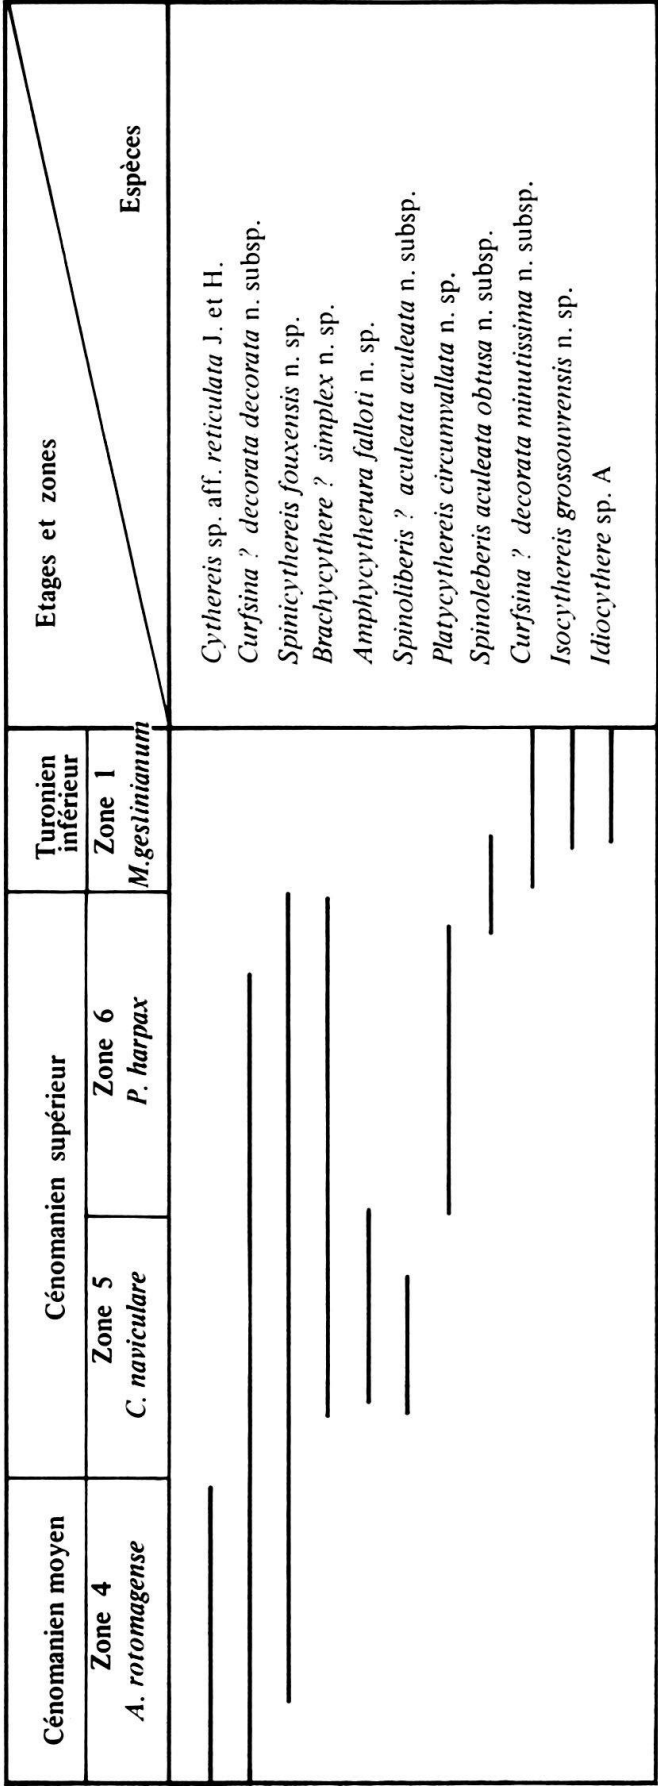 Cénomanien moyen
Cénomanien supérieur
Turonien
inférieur
Etages et zones
Zone 4
A. rotomagense
Zone 5
C. naviculare
Zone 6
P. harpax
Zone 1
M.geslinianum
Espèces
Cythereis sp. aff. reticulata J. et H.
Curfsina ? decorata decorata n. subsp.
Spinicythereis fouxensis n. sp.
Brachycythere ? simplex n. sp.
Amphycytherura falloti n. sp.
Spinoliberis ? aculeata aculeata n. subsp.
Platycythereis circumvallata n. sp.
Spinoleberis aculeata obtusa n. subsp.
Curfsina ? decorata minutissima n. subsp.
Isocythereis grossouvrensis n. sp.
Idiocythere sp. A